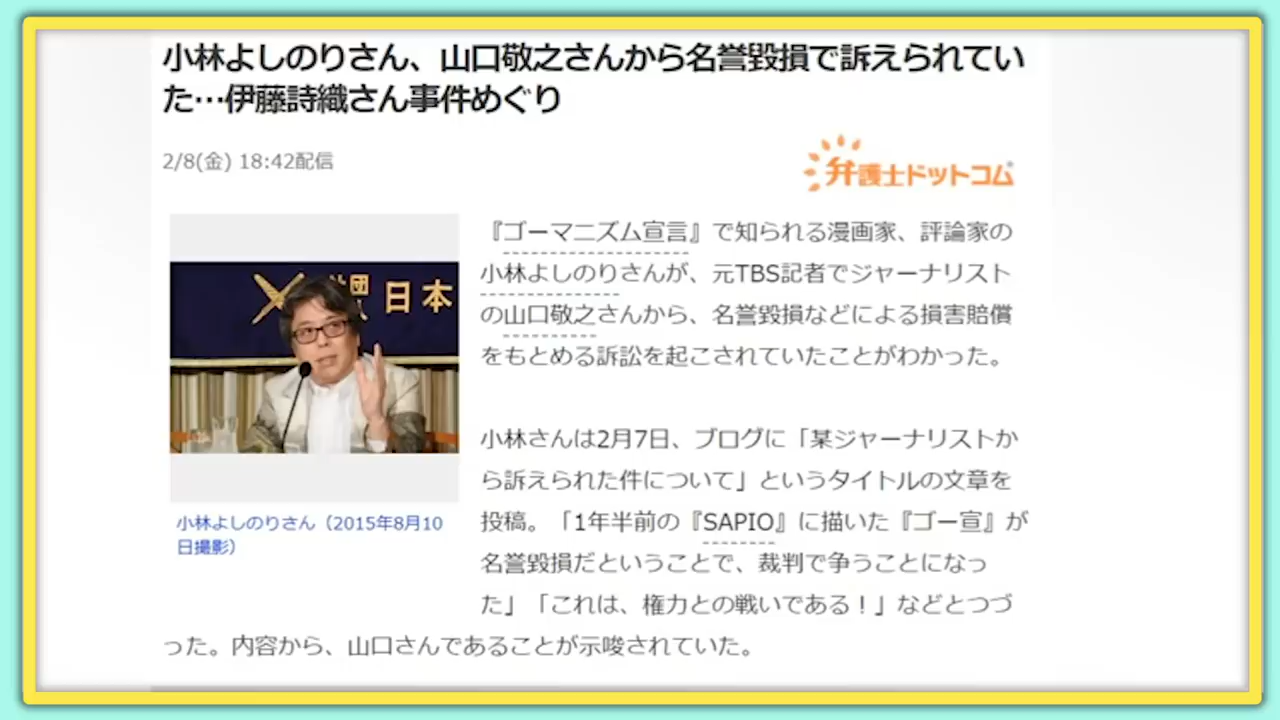 小林よしのりさん、山口敬之さんから名誉毀損で訴えられてい
た…伊藤詩織さん事件めぐり
2/8(金) 18:42配信
弁護士ドットコム
日本
小林よしのりさん（2015年8月10
日撮影）
『ゴーマニズム宣言』で知られる漫画家、評論家の
小林よしのりさんが、元TBS記者でジャーナリスト
の山口敬之さんから、名誉毀損などによる損害賠償
をもとめる訴訟を起こされていたことがわかった。
小林さんは2月7日、ブログに「某ジャーナリストか
ら訴えられた件について」というタイトルの文章を
投稿。「1年半前の『SAPIO』に描いた『ゴー宣』が
名誉毀損だということで、裁判で争うことになっ
た」「これは、権力との戦いである！」などとつづ
った。内容から、山口さんであることが示唆されていた。